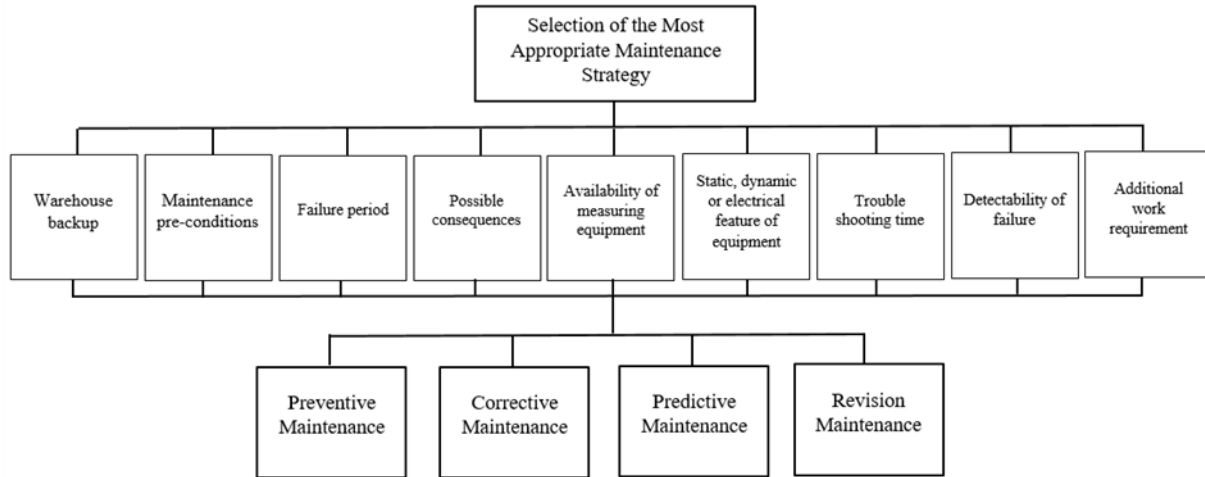 Selection of the Most
Appropriate Maintenance
Strategy
Warehouse
backup
Maintenance
pre-conditions
Failure period
Possible
consequences
Availability of
measuring
equipment
Static, dynamic
or electrical
feature of
equipment
Trouble
shooting time
Detectability of
failure
Additional
work
requirement
Preventive
Maintenance
Corrective
Maintenance
Predictive
Maintenance
Revision
Maintenance